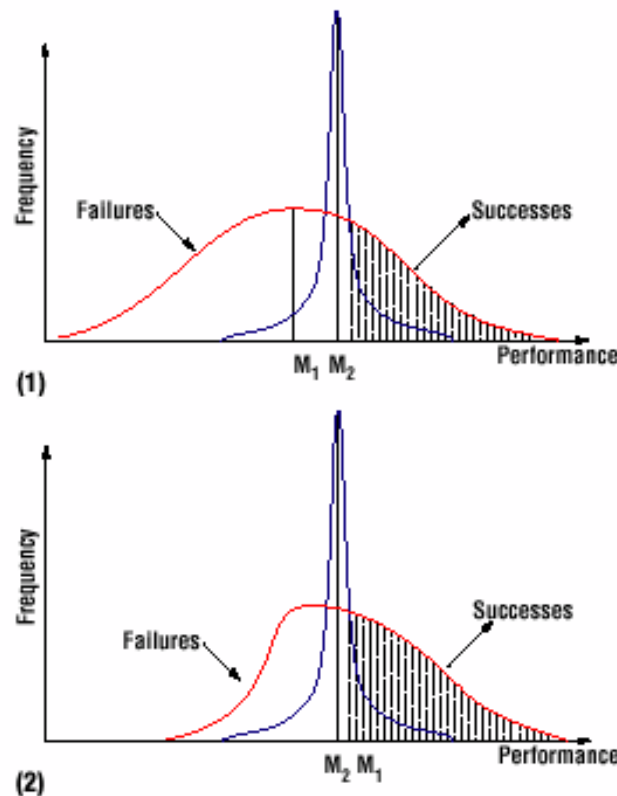 Frequency
Failures
Successes
Performance
M₁ M₂
(1)
Frequency
Failures
Successes
Performance
M₂ M₁
(2)